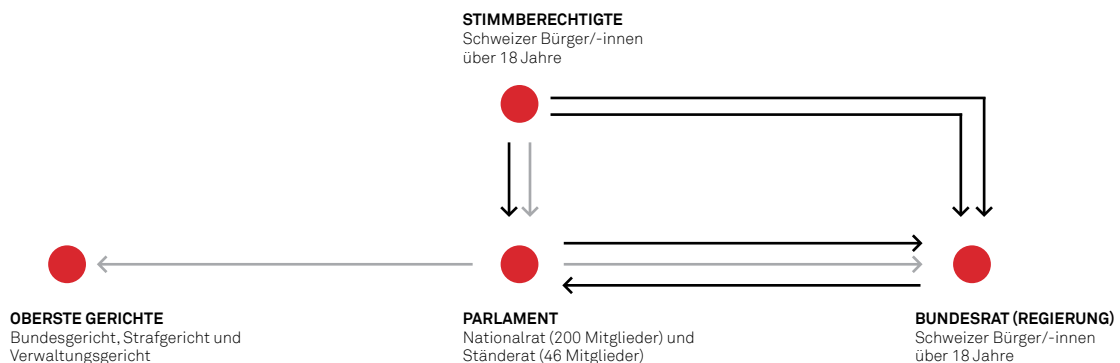 STIMMBERECHTIGTE
Schweizer Bürger/-innen
über 18 Jahre
OBERSTE GERICHTE
Bundesgericht, Strafgericht und
Verwaltungsgericht
PARLAMENT
Nationalrat (200 Mitglieder) und
Ständerat (46 Mitglieder)
BUNDESRAT (REGIERUNG)
Schweizer Bürger/-innen
über 18 Jahre